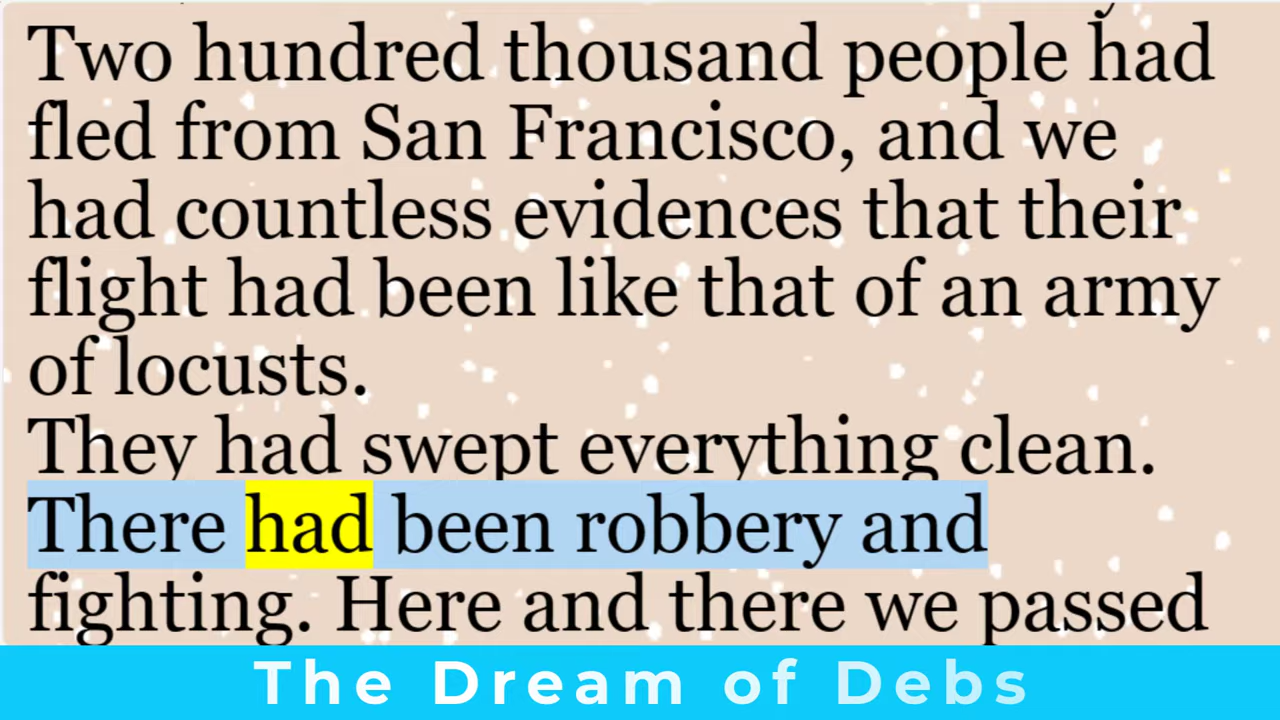 Two hundred thousand people had
fled from San Francisco, and we
had countless evidences that their
flight had been like that of an army
of locusts.
They had swept everything clean.
There had been robbery and
fighting. Here and there we passed
The Dream of Debs